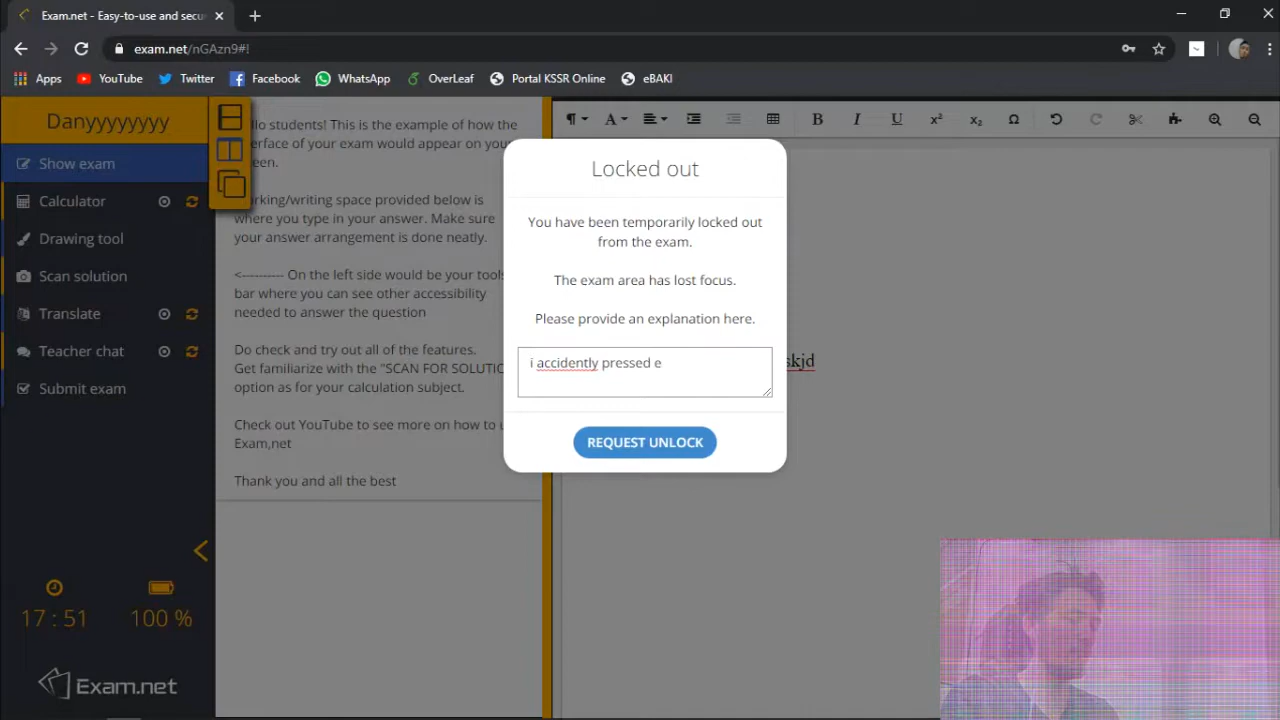 Exam.net - Easy-to-use and secu
exam.net/nGAzn9#!
Apps
YouTube
Twitter
Facebook
WhatsApp
OverLeaf
Portal KSSR Online
eBAKI
Danyyyyyyyy
Show exam
Calculator
Drawing tool
Scan solution
Translate
Teacher chat
Submit exam
17 : 51
100 %
Exam.net
llo students! This is the example of how the
erface of your exam would appear on your
een.
arking/writing space provided below is
where you type in your answer. Make sure
your answer arrangement is done neatly.
<---------- On the left side would be your tools
bar where you can see other accessibility
needed to answer the question
Do check and try out all of the features.
Get familiarize with the "SCAN FOR SOLUTIO
option as for your calculation subject.
Check out YouTube to see more on how to u
Exam,net
Thank you and all the best
B I U x² x₂ Ω
skjd
Locked out
You have been temporarily locked out
from the exam.
The exam area has lost focus.
Please provide an explanation here.
i accidently pressed e
REQUEST UNLOCK